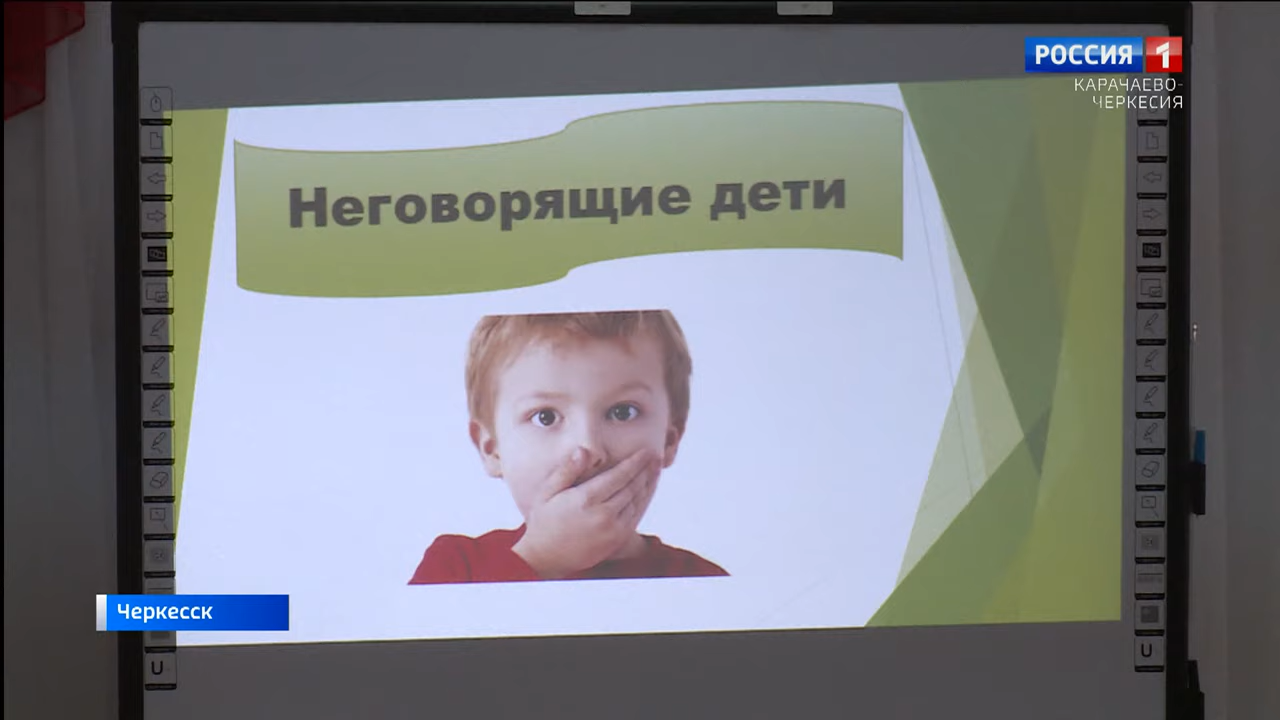 РОССИЯ 1
КАРАЧАЕВО-
ЧЕРКЕСИЯ
Неговорящие дети
Черкесск
U
U